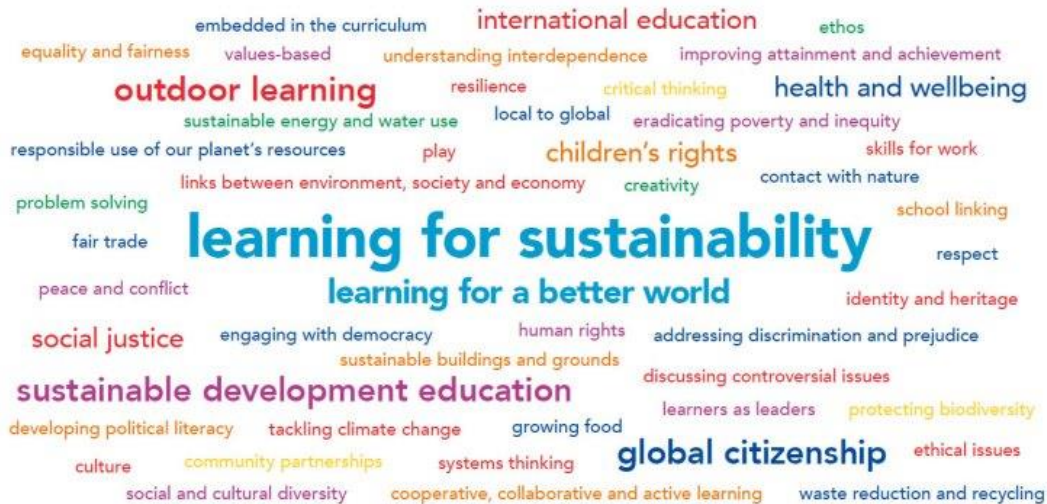 embedded in the curriculum
international education
ethos
equality and fairness
values-based
understanding interdependence
improving attainment and achievement
outdoor learning
resilience
critical thinking
health and wellbeing
sustainable energy and water use
local to global
eradicating poverty and inequity
responsible use of our planet's resources
play
children's rights
skills for work
links between environment, society and economy
creativity
contact with nature
problem solving
school linking
fair trade
learning for sustainability
respect
peace and conflict
learning for a better world
identity and heritage
social justice
engaging with democracy
human rights
addressing discrimination and prejudice
sustainable buildings and grounds
sustainable development education
discussing controversial issues
learners as leaders
protecting biodiversity
developing political literacy
tackling climate change
growing food
global citizenship
ethical issues
culture
community partnerships
systems thinking
social and cultural diversity
cooperative, collaborative and active learning
waste reduction and recycling